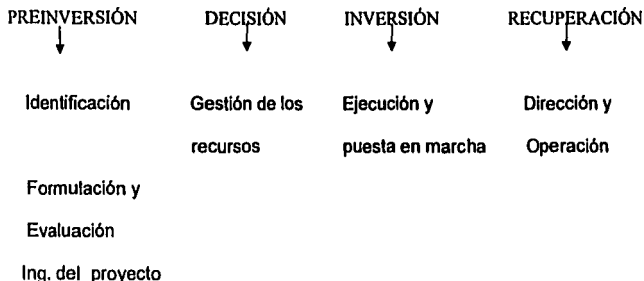 PREINVERSIÓN DECISIÓN INVERSIÓN RECUPERACIÓN
Identificación Gestión de los Ejecución y Dirección y
recursos puesta en marcha Operación
Formulación y
Evaluación
Ing. del proyecto